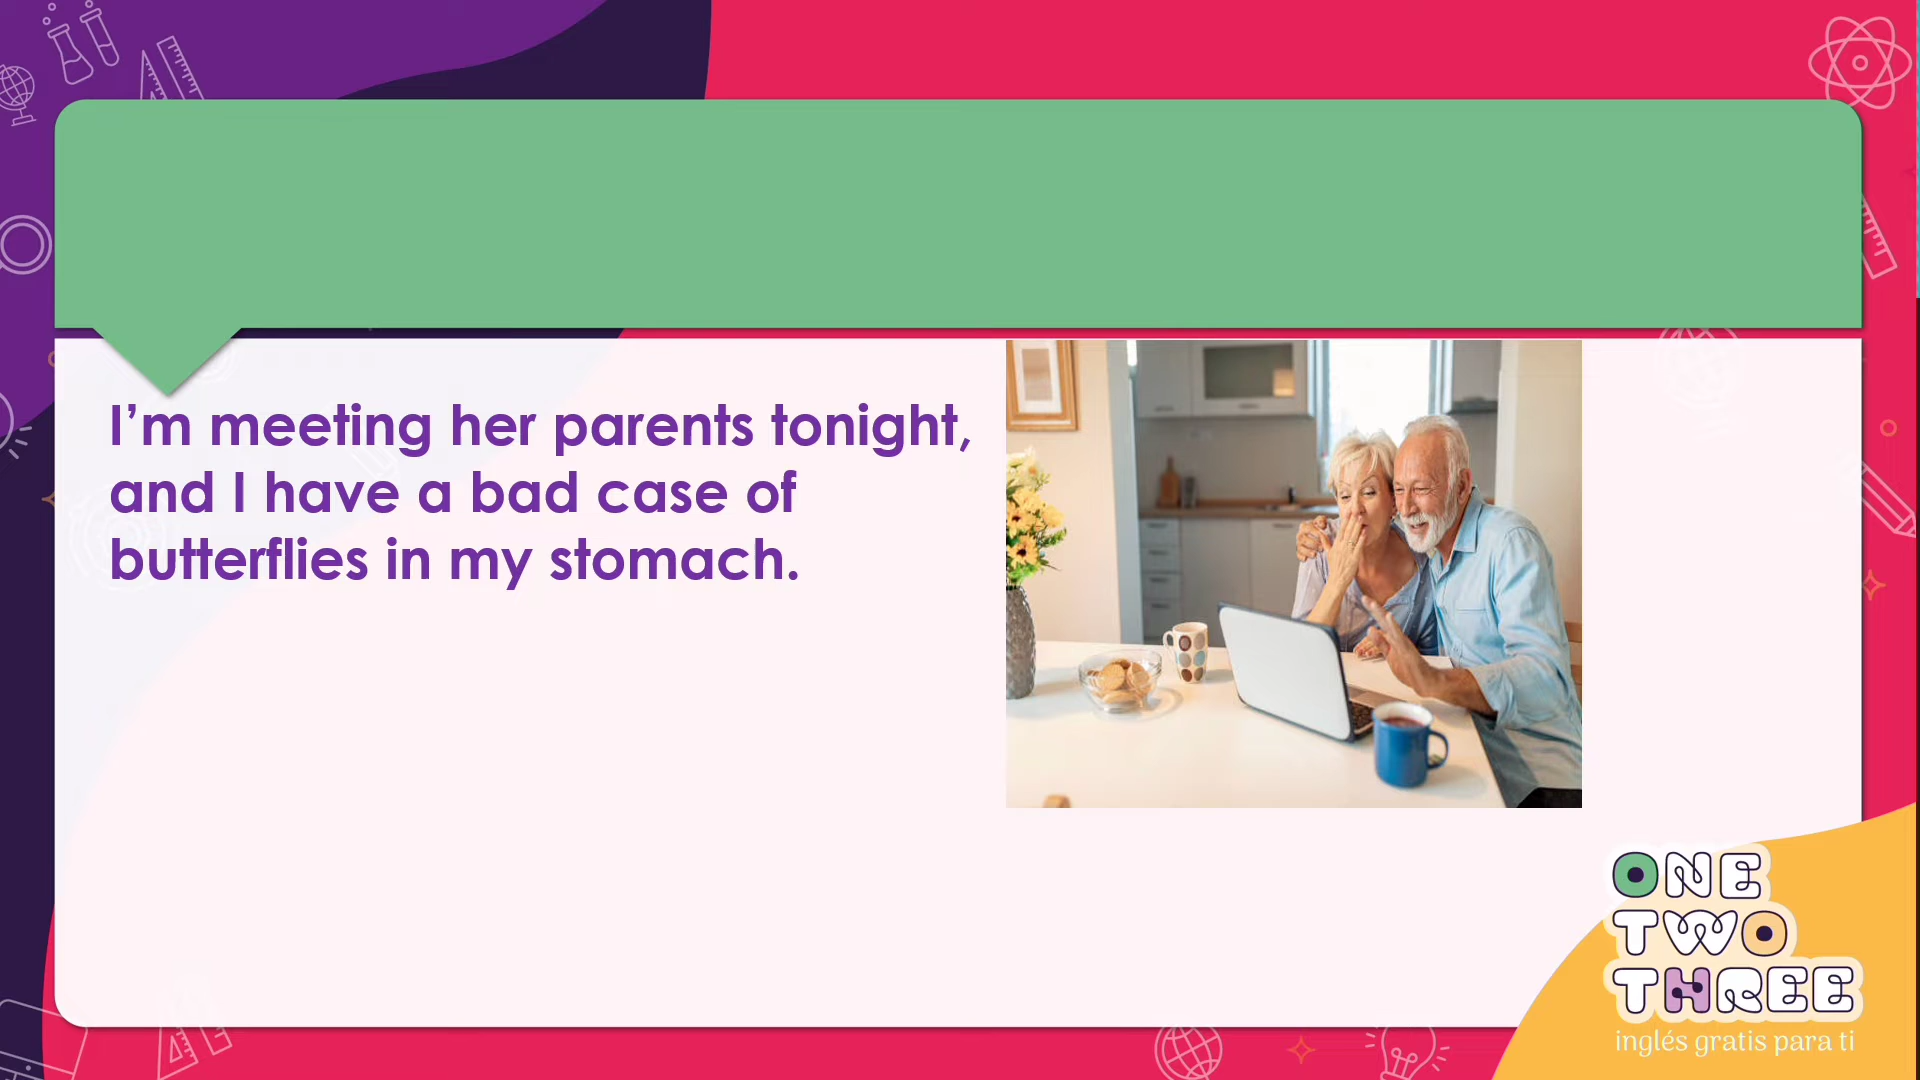 I’m meeting her parents tonight,
and I have a bad case of
butterflies in my stomach.
ONE
TWO
THREE
inglés gratis para ti